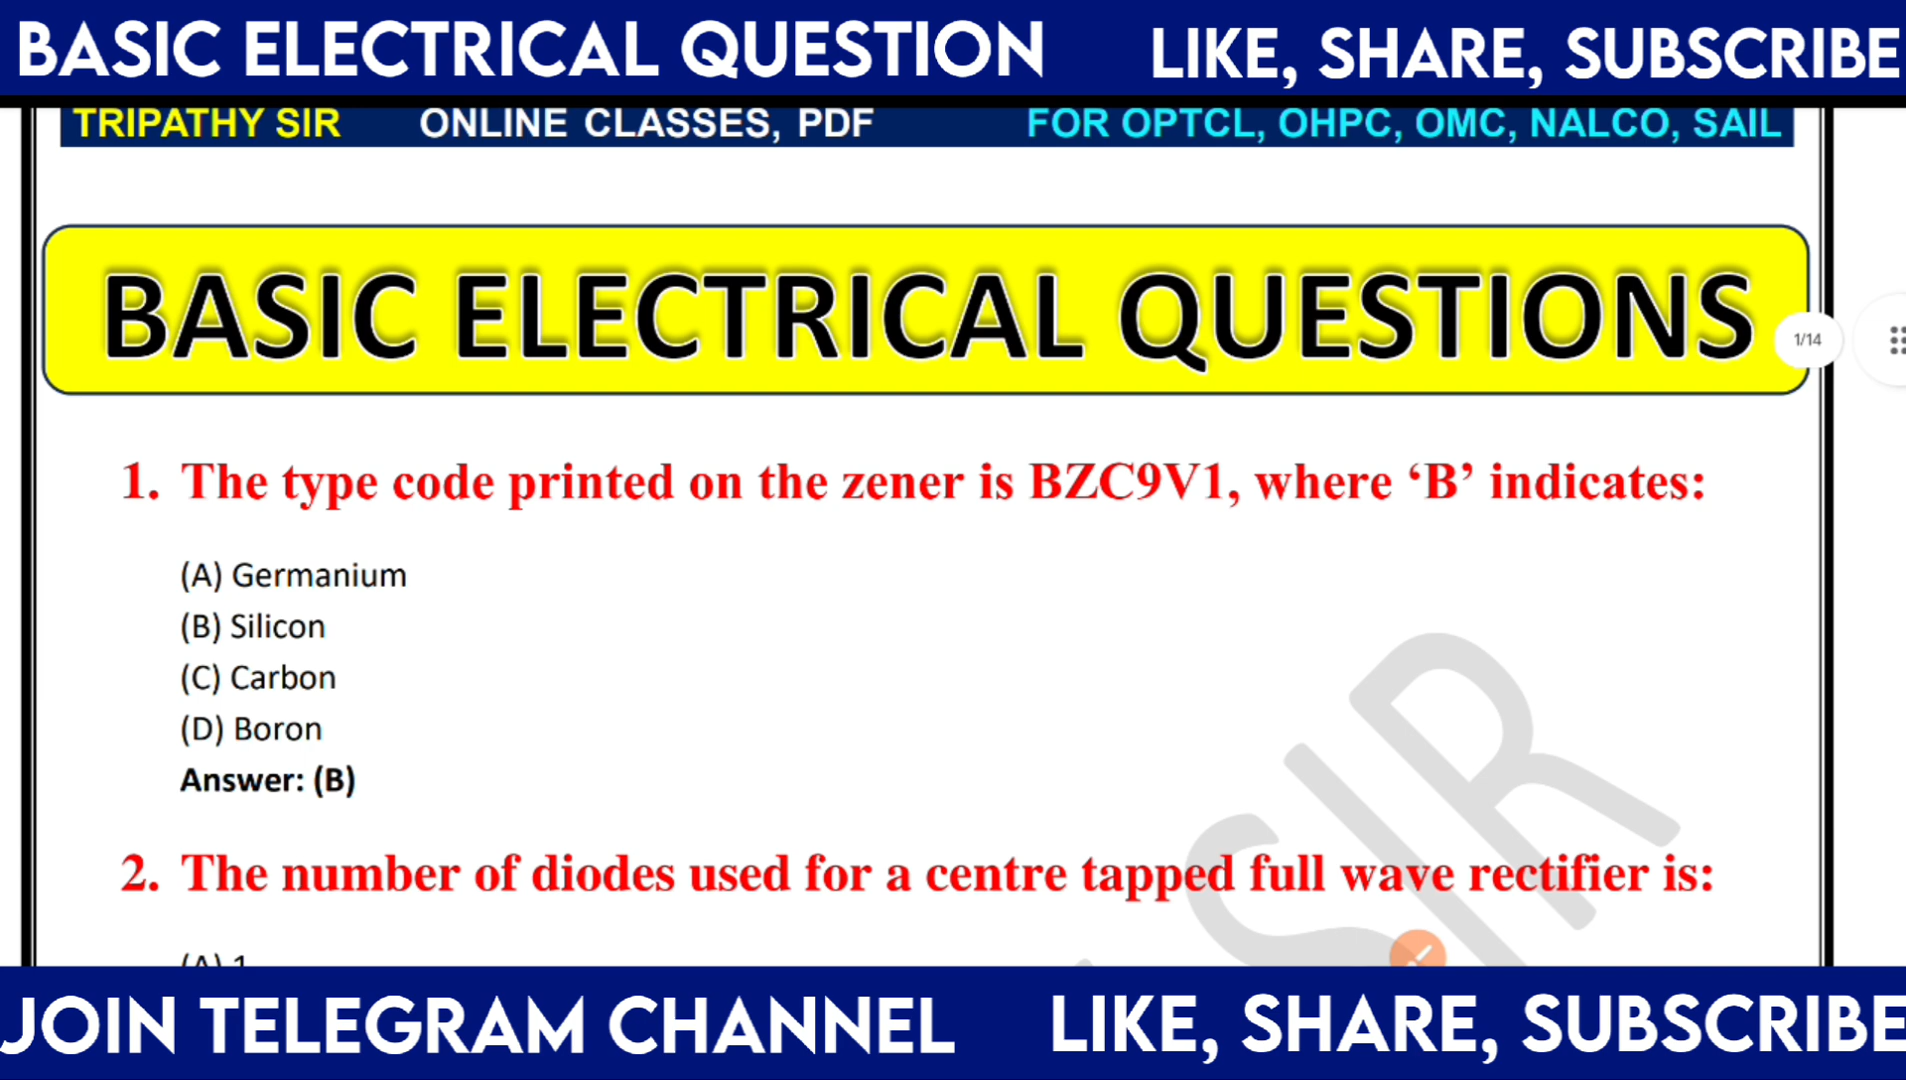 BASIC ELECTRICAL QUESTION LIKE, SHARE, SUBSCRIBE
TRIPATHY SIR ONLINE CLASSES, PDF FOR OPTCL, OHPC, OMC, NALCO, SAIL
BASIC ELECTRICAL QUESTIONS
1/14
1. The type code printed on the zener is BZC9V1, where ‘B’ indicates:
(A) Germanium
(B) Silicon
(C) Carbon
(D) Boron
Answer: (B)
2. The number of diodes used for a centre tapped full wave rectifier is:
(A) 1
SIR
JOIN TELEGRAM CHANNEL LIKE, SHARE, SUBSCRIBE